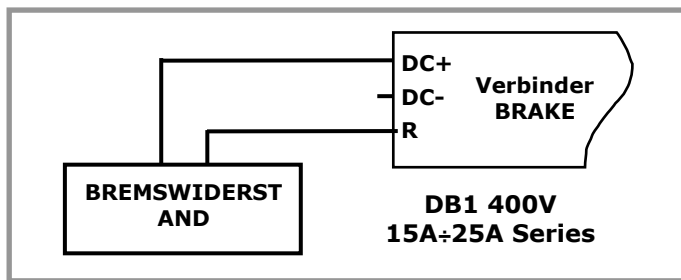 DC+
DC-
R
Verbinder
BRAKE
BREMSWIDERST
AND
DB1 400V
15A÷25A Series